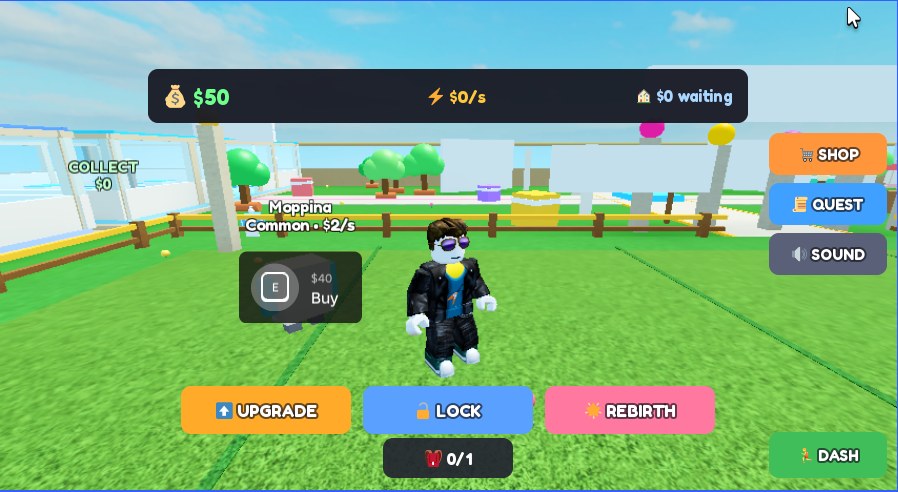 $50
$0/s
$0 waiting
COLLECT
$0
SHOP
Moppina
Common • $2/s
QUEST
SOUND
E
$40
Buy
UPGRADE
LOCK
REBIRTH
0/1
DASH